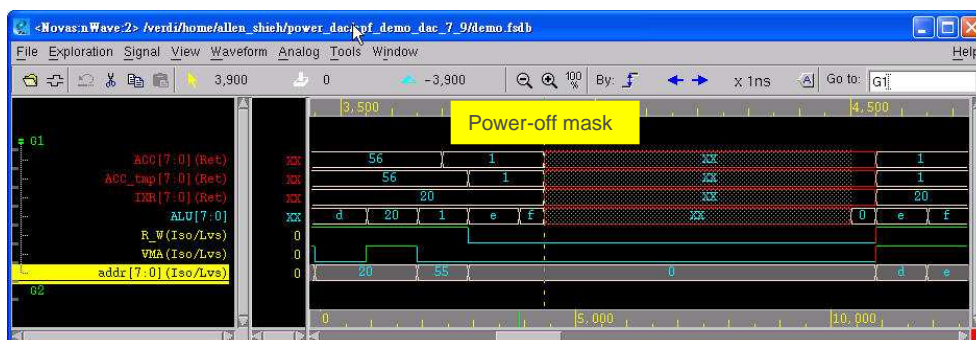 <Novas:nWave:2> /verdi/home/allen_shieh/power_dac/spf_demo_dac_7_9/demo.fsdb
File Exploration Signal View Waveform Analog Tools Window Help
3,900 0 -3,900 100 % By: x 1ns Go to: G1
3,500 4,500
Power-off mask
G1
ACC[7:0](Ret) XX 56 1 XX 1
ACC_tmp[7:0](Ret) XX 56 1 XX 1
IXR[7:0](Ret) XX 20 XX 20
ALU[7:0] XX d 20 1 e f XX 0 e f
R_W(Iso/Lvs) 0
VMA(Iso/Lvs) 0
addr[7:0](Iso/Lvs) 0 20 55 0 d e
G2
0 5,000 10,000